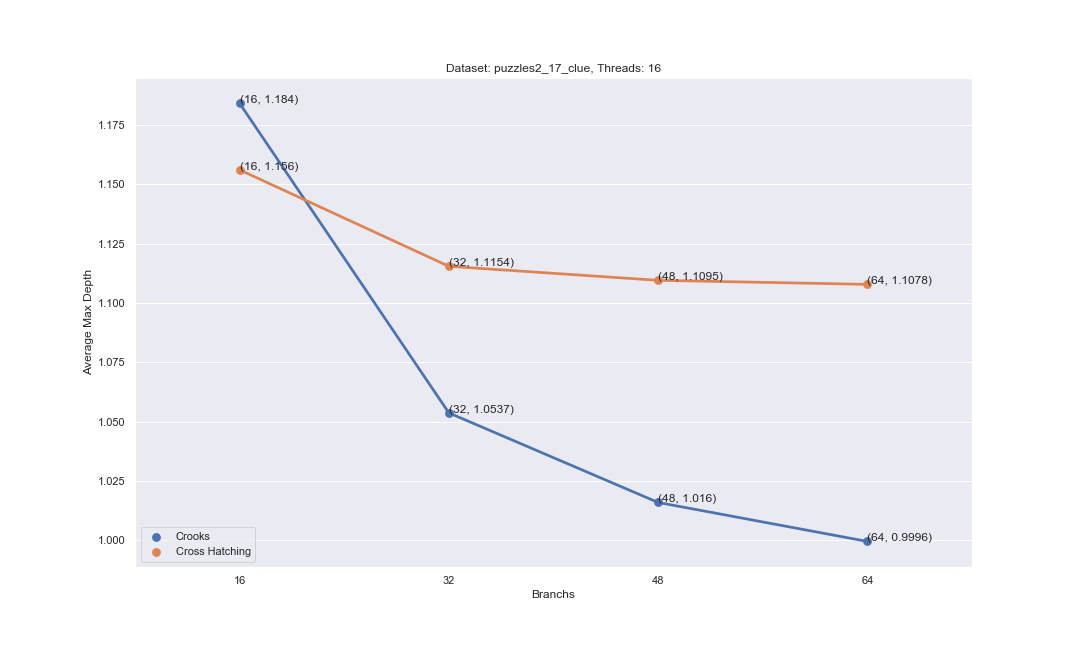 Dataset: puzzles2_17_clue, Threads: 16
(16, 1.184)
1.175
(16, 1.156)
1.150
1.125
(32, 1.1154)
(48, 1.1095)
(64, 1.1078)
1.100
Average Max Depth
1.075
(32, 1.0537)
1.050
1.025
(48, 1.016)
(64, 0.9996)
1.000
Crooks
Cross Hatching
16 32 48 64
Branchs